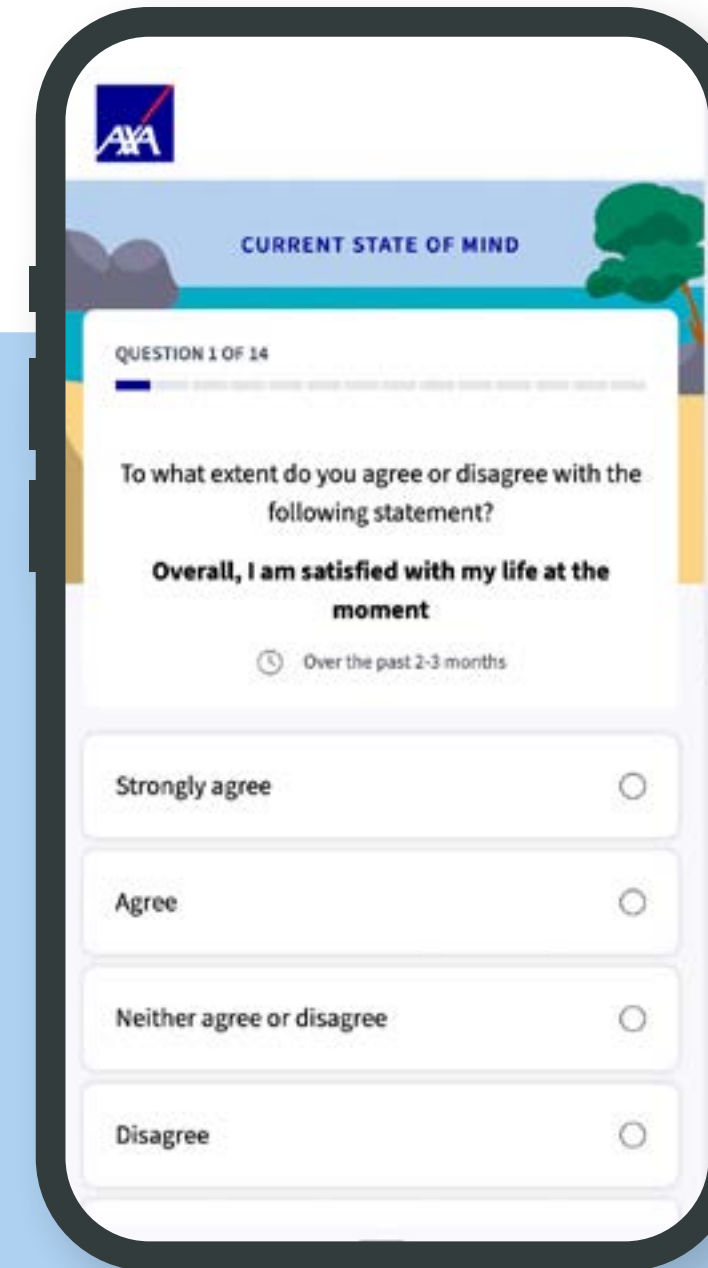 AXA
CURRENT STATE OF MIND
QUESTION 1 OF 14
To what extent do you agree or disagree with the
following statement?
Overall, I am satisfied with my life at the
moment
Over the past 2-3 months
Strongly agree
Agree
Neither agree or disagree
Disagree